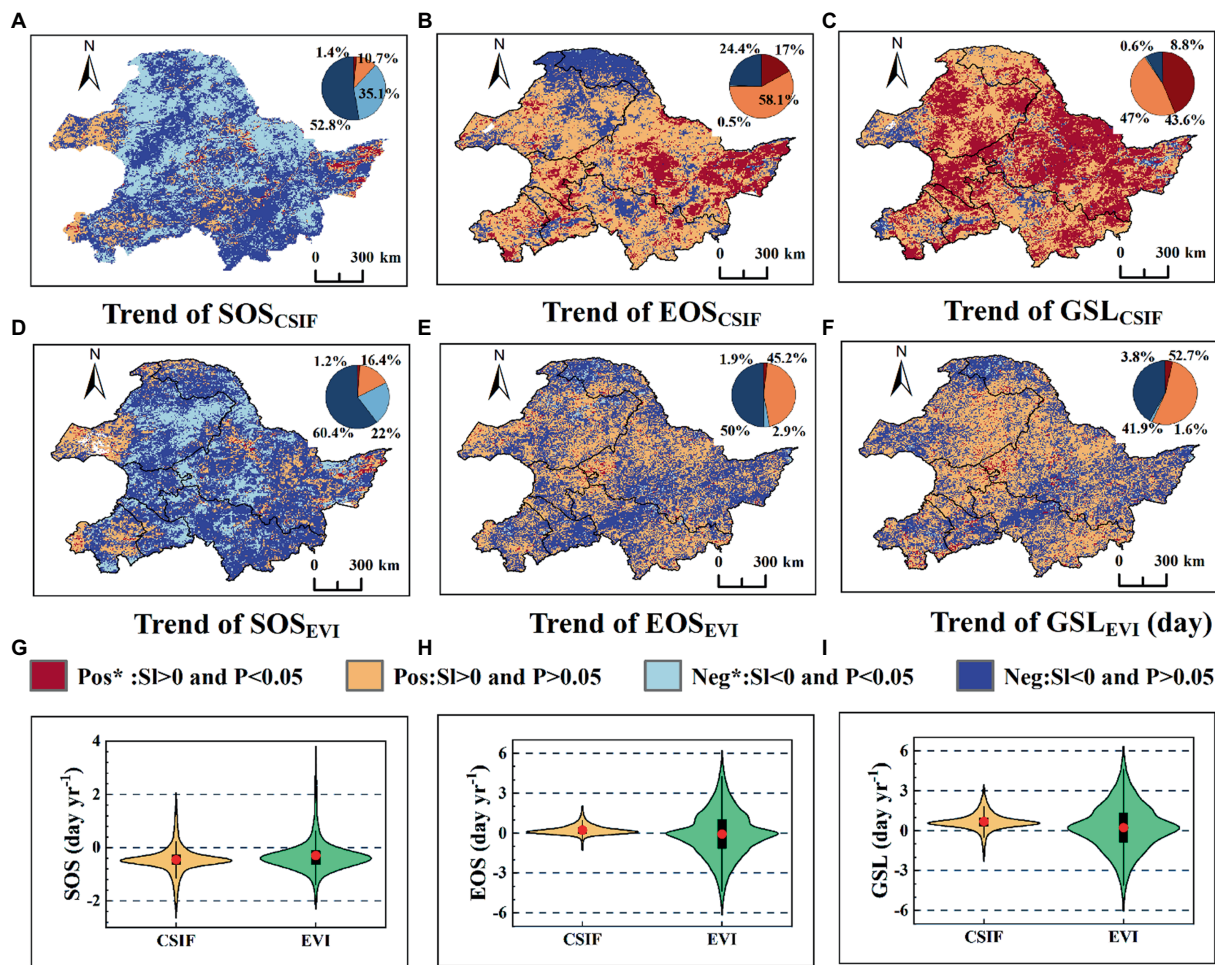 A
B
C
N
1.4% 10.7%
35.1%
52.8%
0 300 km
N
24.4% 17%
58.1%
0.5%
0 300 km
N
0.6% 8.8%
47% 43.6%
0 300 km
Trend of SOS_CSIF
Trend of EOS_CSIF
Trend of GSL_CSIF
D
E
F
N
1.2% 16.4%
60.4% 22%
0 300 km
N
1.9% 45.2%
50% 2.9%
0 300 km
N
3.8% 52.7%
41.9% 1.6%
0 300 km
Trend of SOS_EVI
Trend of EOS_EVI
Trend of GSL_EVI (day)
G
H
I
Pos* :Sl>0 and P<0.05
Pos:Sl>0 and P>0.05
Neg*:Sl<0 and P<0.05
Neg:Sl<0 and P>0.05
SOS (day yr⁻¹)
4
2
0
-2
CSIF EVI
EOS (day yr⁻¹)
6
3
0
-3
-6
CSIF EVI
GSL (day yr⁻¹)
6
3
0
-3
-6
CSIF EVI